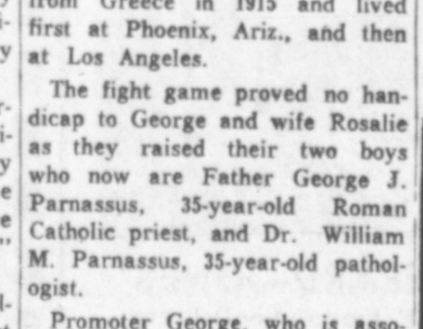 from Greece in 1915 and lived
first at Phoenix, Ariz., and then
at Los Angeles.
The fight game proved no han-
dicap to George and wife Rosalie
as they raised their two boys
who now are Father George J.
Parnassus, 35-year-old Roman
Catholic priest, and Dr. William
M. Parnassus, 35-year-old pathol-
ogist.
Promoter George, who is asso-